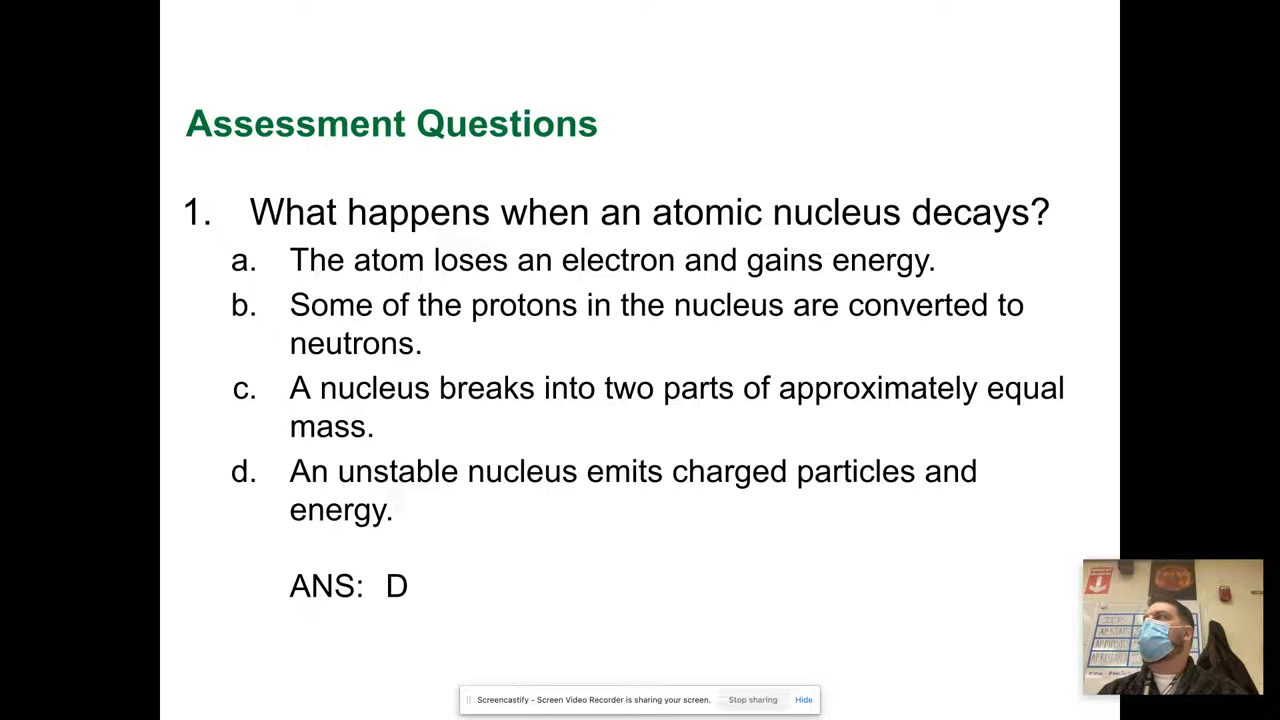 Assessment Questions
1. What happens when an atomic nucleus decays?
a. The atom loses an electron and gains energy.
b. Some of the protons in the nucleus are converted to
neutrons.
c. A nucleus breaks into two parts of approximately equal
mass.
d. An unstable nucleus emits charged particles and
energy.
ANS: D
Screencastify - Screen Video Recorder is sharing your screen. Stop sharing Hide